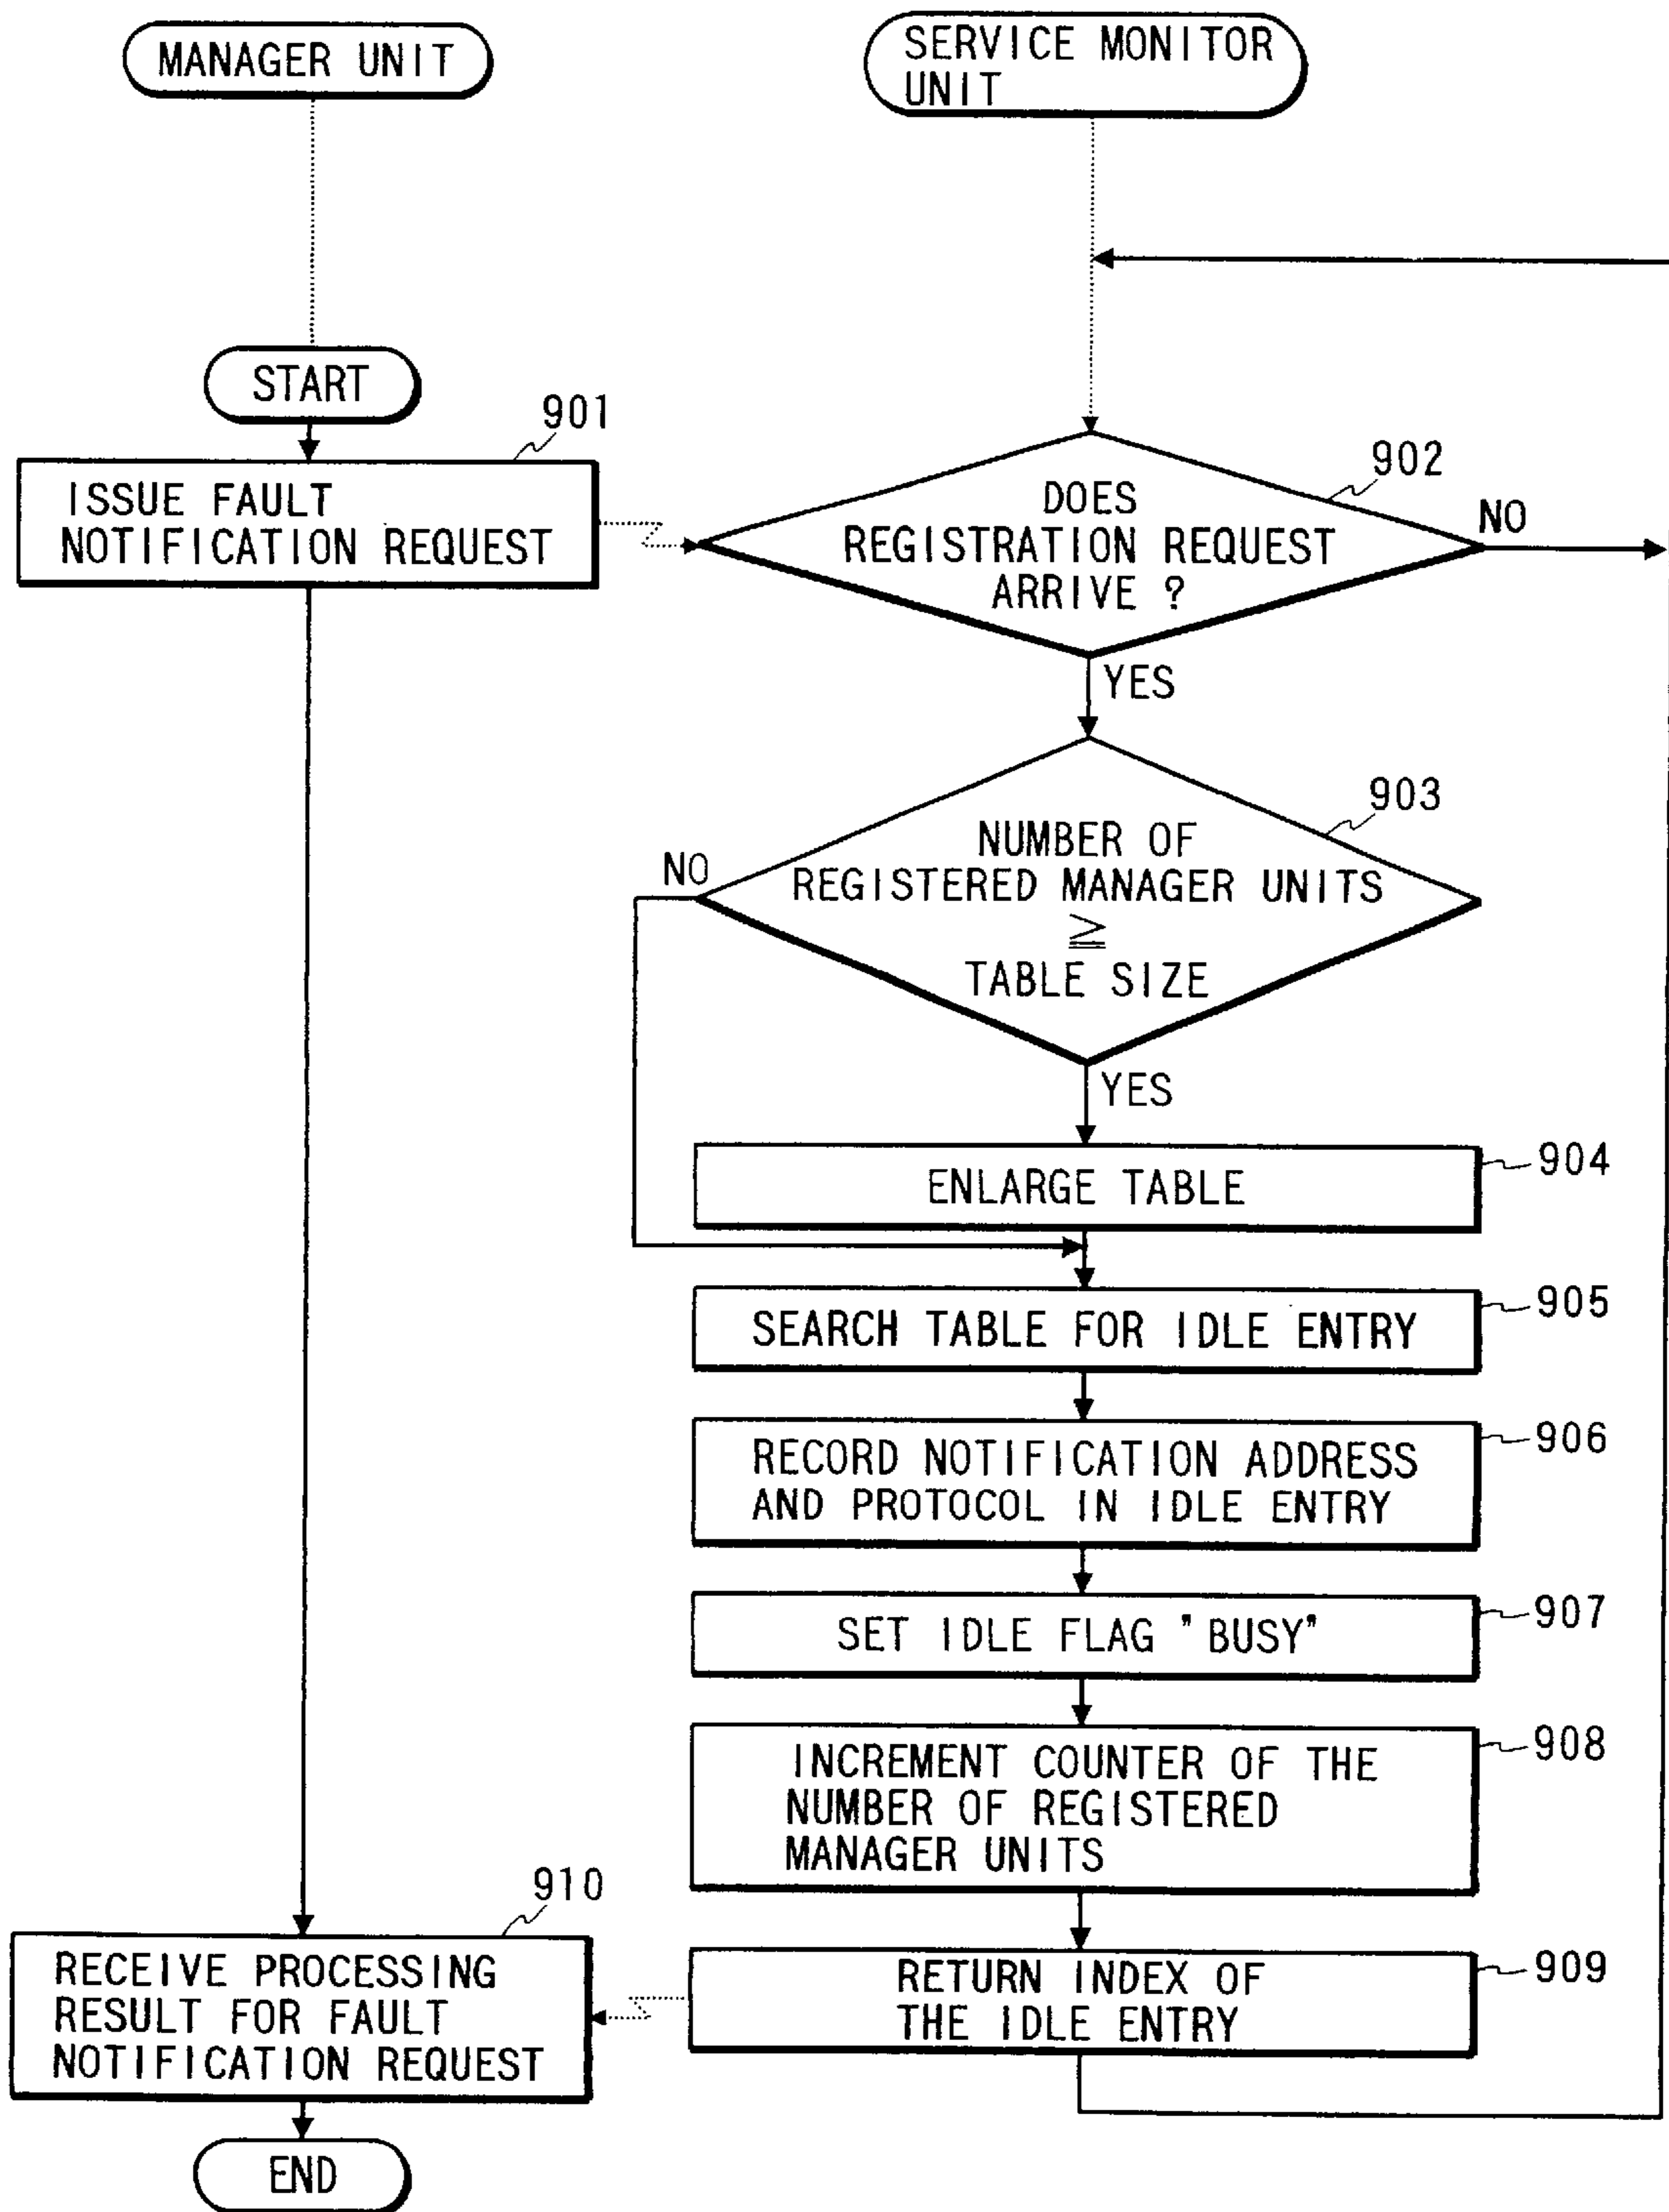 MANAGER UNIT
SERVICE MONITOR
UNIT
START
901
ISSUE FAULT
NOTIFICATION REQUEST
902
DOES
REGISTRATION REQUEST
ARRIVE ?
NO
YES
903
NUMBER OF
REGISTERED MANAGER UNITS
≧
TABLE SIZE
NO
YES
ENLARGE TABLE
904
SEARCH TABLE FOR IDLE ENTRY
905
RECORD NOTIFICATION ADDRESS
AND PROTOCOL IN IDLE ENTRY
906
SET IDLE FLAG "BUSY"
907
INCREMENT COUNTER OF THE
NUMBER OF REGISTERED
MANAGER UNITS
908
RETURN INDEX OF
THE IDLE ENTRY
909
910
RECEIVE PROCESSING
RESULT FOR FAULT
NOTIFICATION REQUEST
END